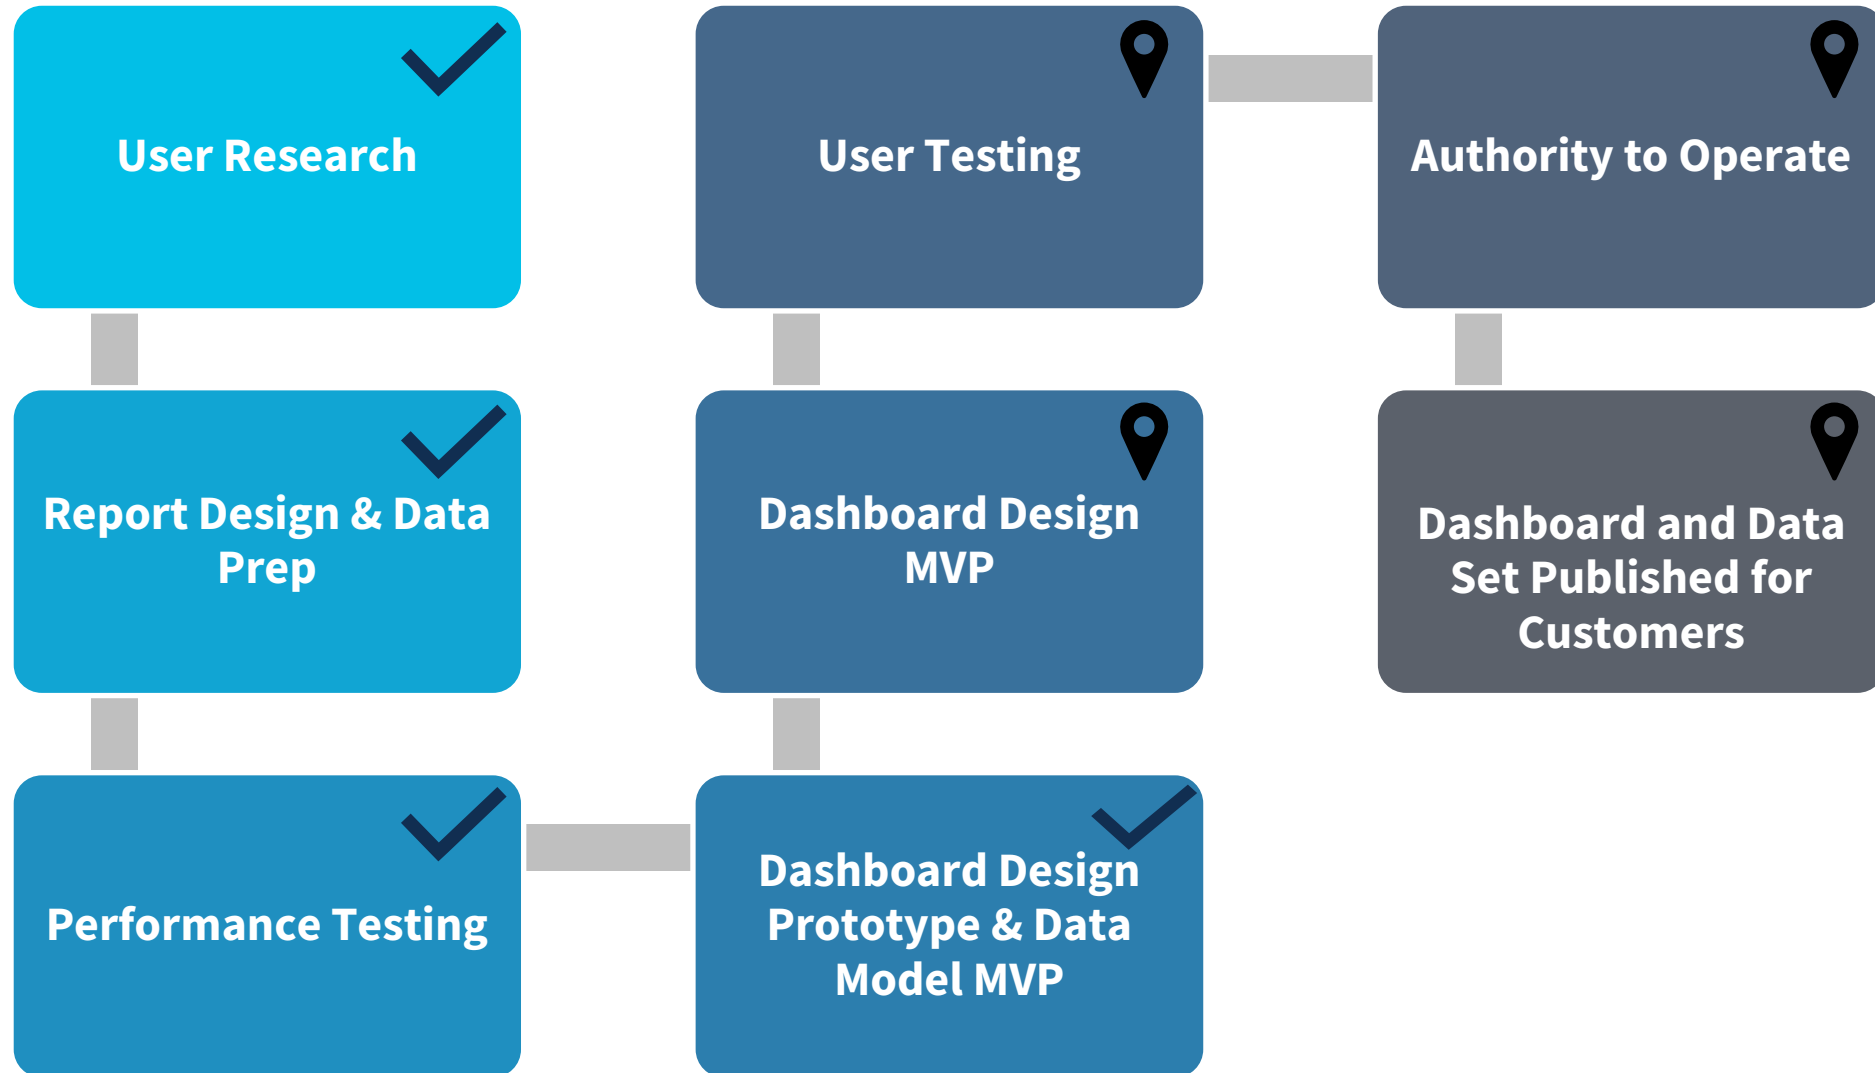 User Research
Report Design & Data
Prep
Performance Testing
Dashboard Design
Prototype & Data
Model MVP
Dashboard Design
MVP
User Testing
Authority to Operate
Dashboard and Data
Set Published for
Customers